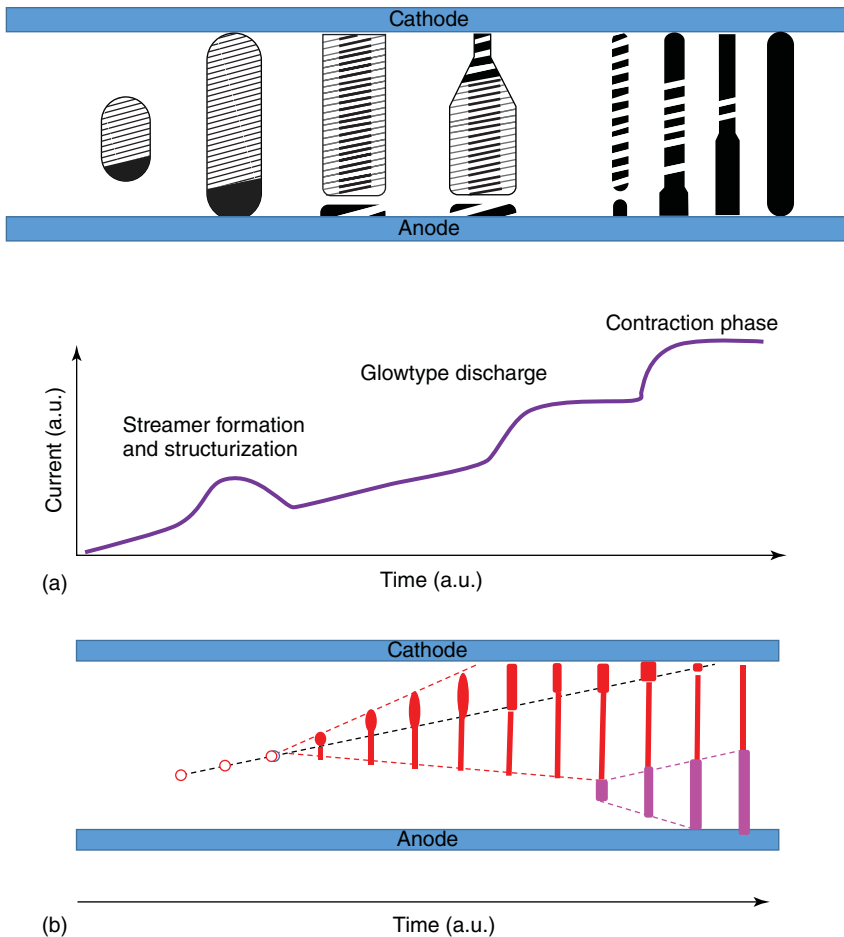 Cathode
Anode
Contraction phase
Glowtype discharge
Streamer formation
and structurization
Current (a.u.)
(a)
Time (a.u.)
Cathode
Anode
(b)
Time (a.u.)